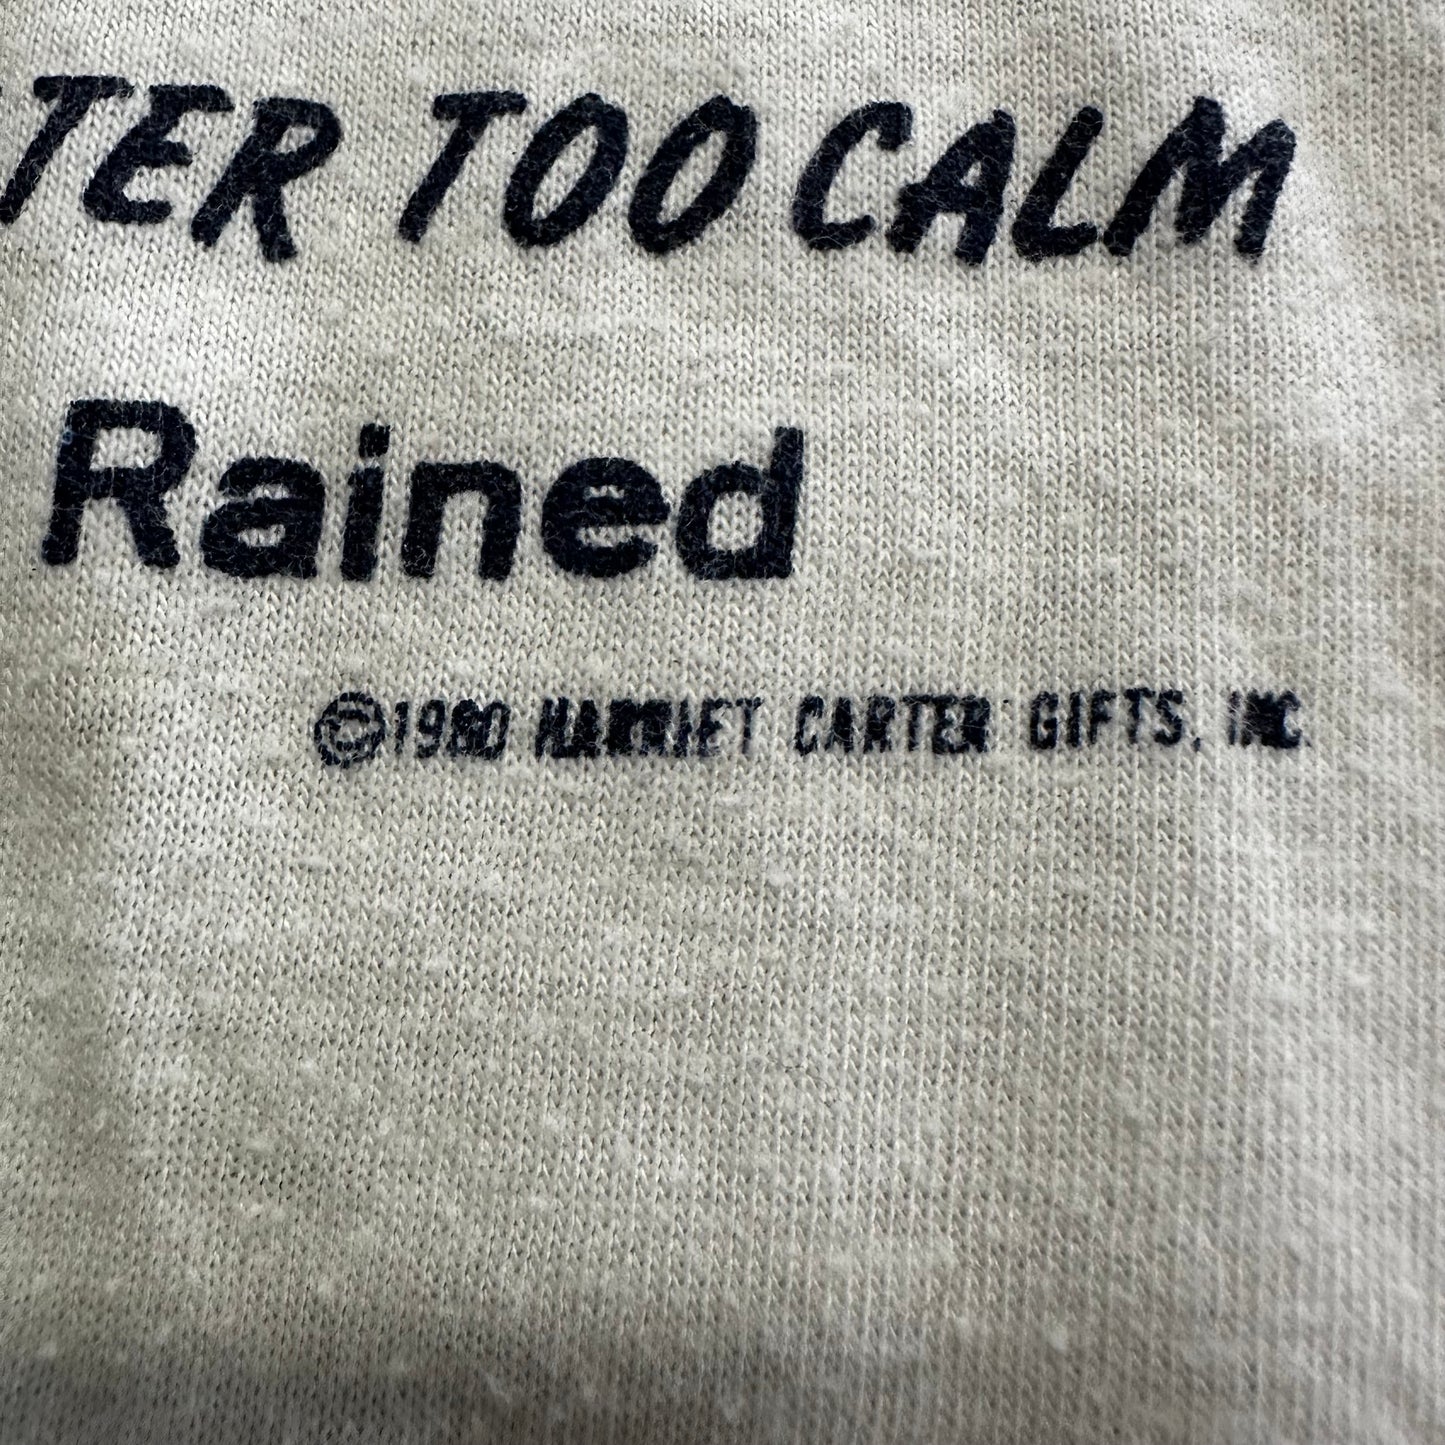 TER TOO CALM
Rained
©1980 HARRIET CARTER GIFTS, INC.